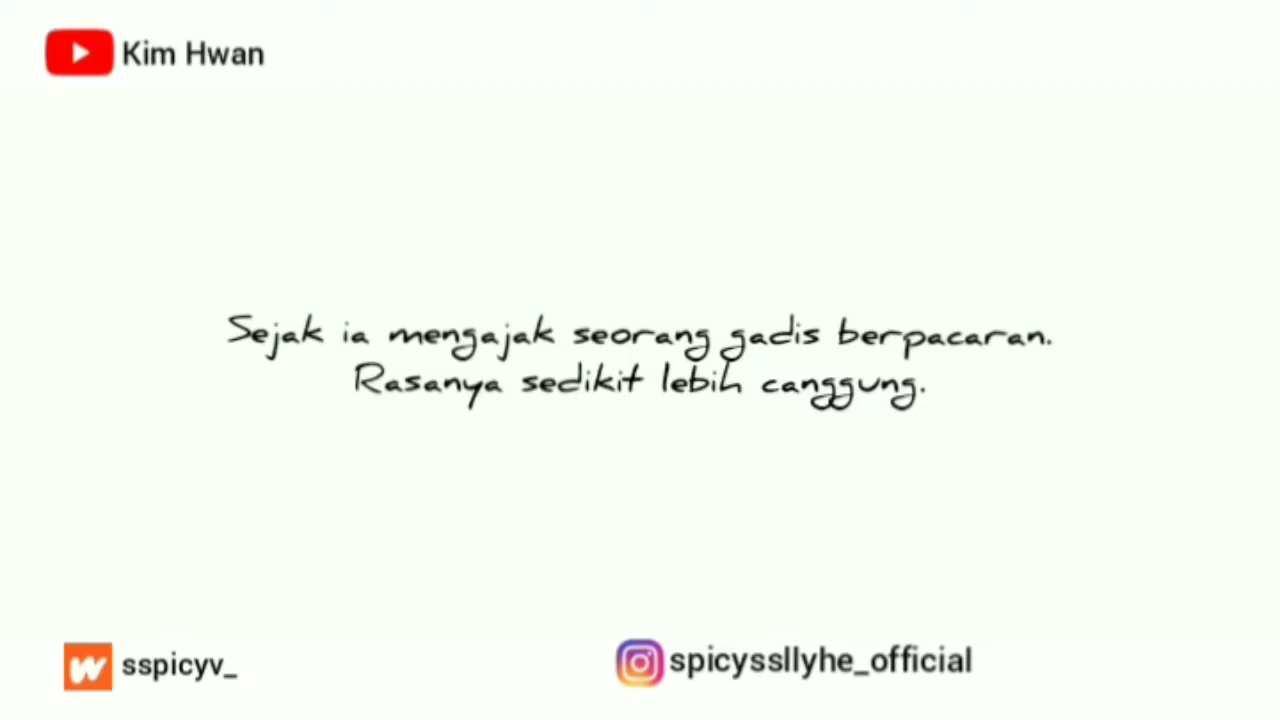 Kim Hwan
Sejak ia mengajak seorang gadis berpacaran.
Rasanya sedikit lebih canggung.
sspicyv_
spicyssllyhe_official